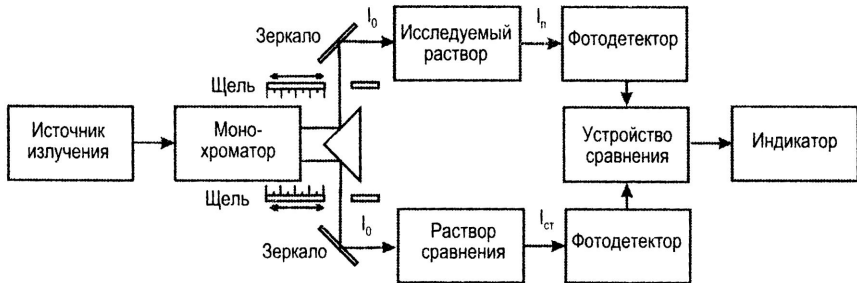 Зеркало
I₀
Исследуемый
раствор
Iп
Фотодетектор
Щель
Источник
излучения
Моно-
хроматор
Устройство
сравнения
Индикатор
Щель
Зеркало
I₀
Раствор
сравнения
Iст
Фотодетектор